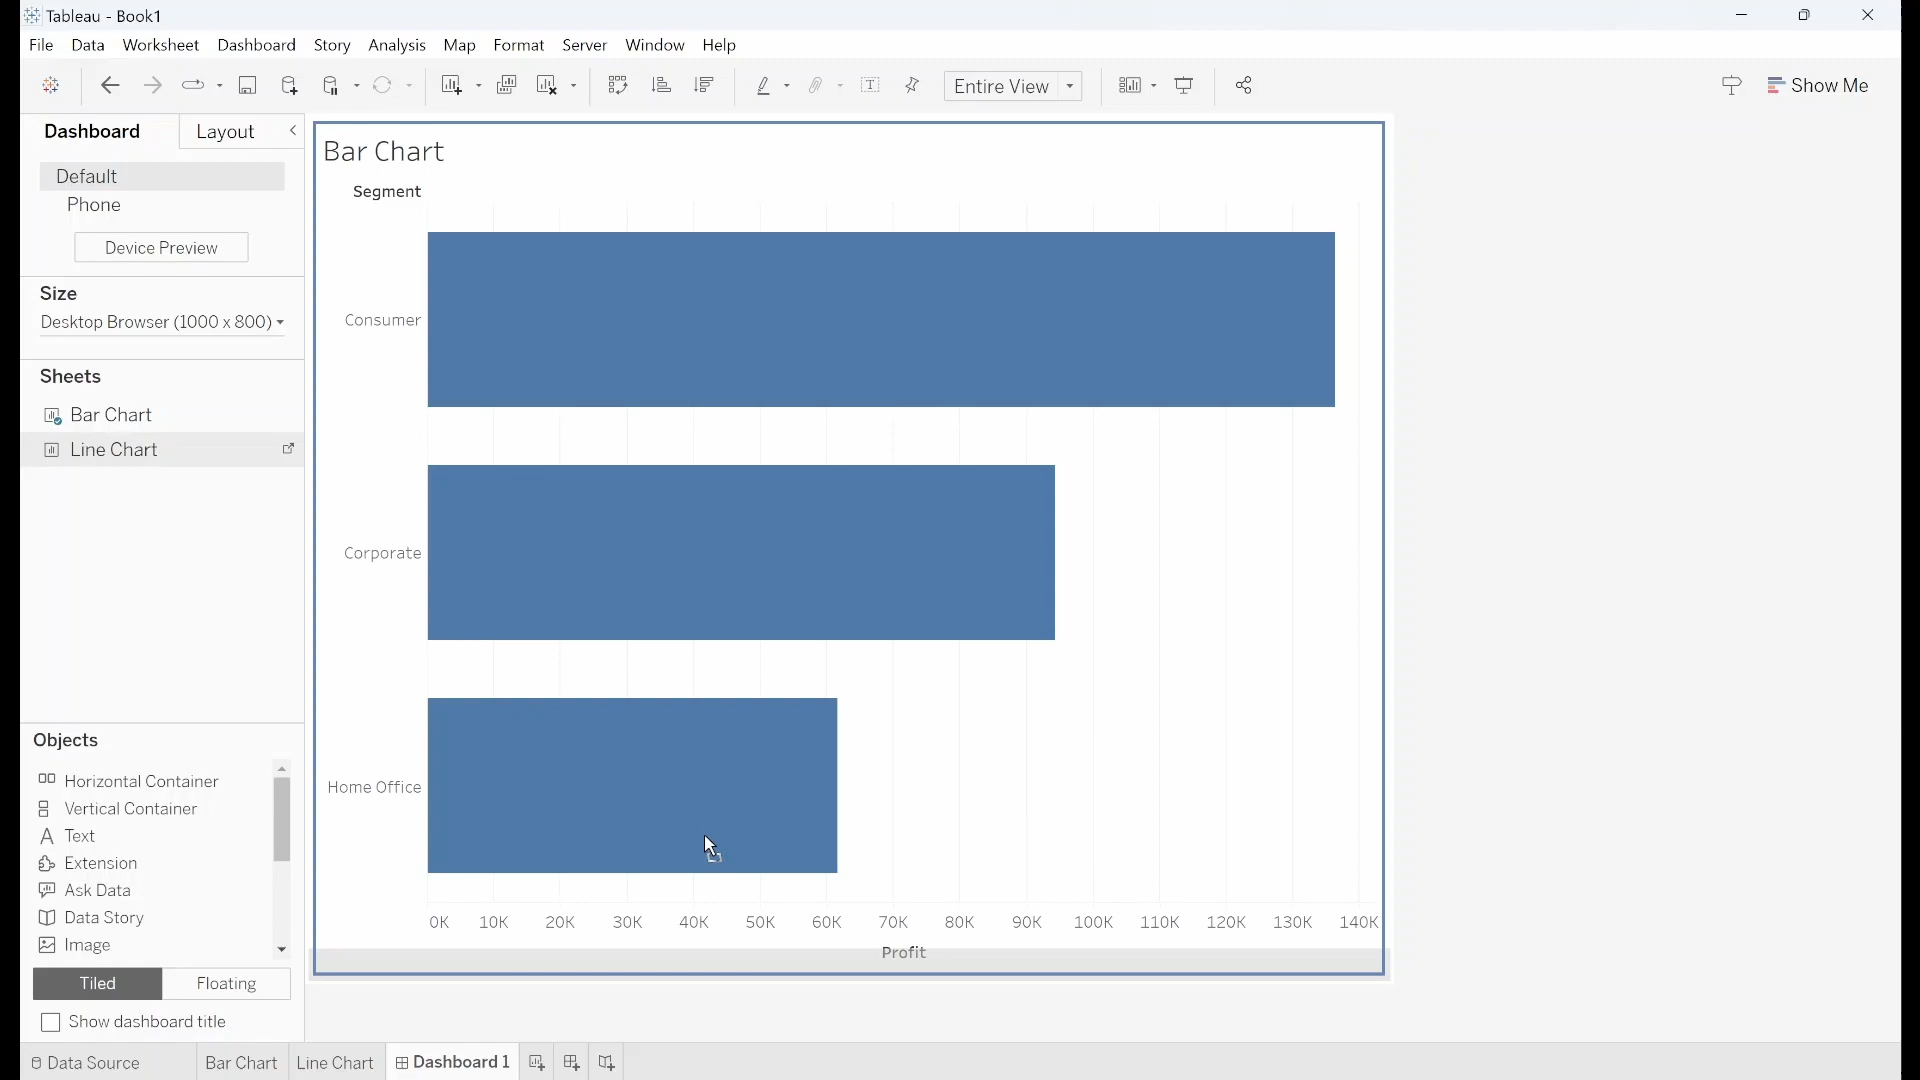 Tableau - Book1
File Data Worksheet Dashboard Story Analysis Map Format Server Window Help
Entire View
Show Me
Dashboard Layout
Default
Phone
Device Preview
Size
Desktop Browser (1000 x 800)
Sheets
Bar Chart
Line Chart
Objects
Horizontal Container
Vertical Container
A Text
Extension
Ask Data
Data Story
Image
Tiled Floating
Show dashboard title
Bar Chart
Segment
Consumer
Corporate
Home Office
0K 10K 20K 30K 40K 50K 60K 70K 80K 90K 100K 110K 120K 130K 140K
Profit
Data Source Bar Chart Line Chart Dashboard 1